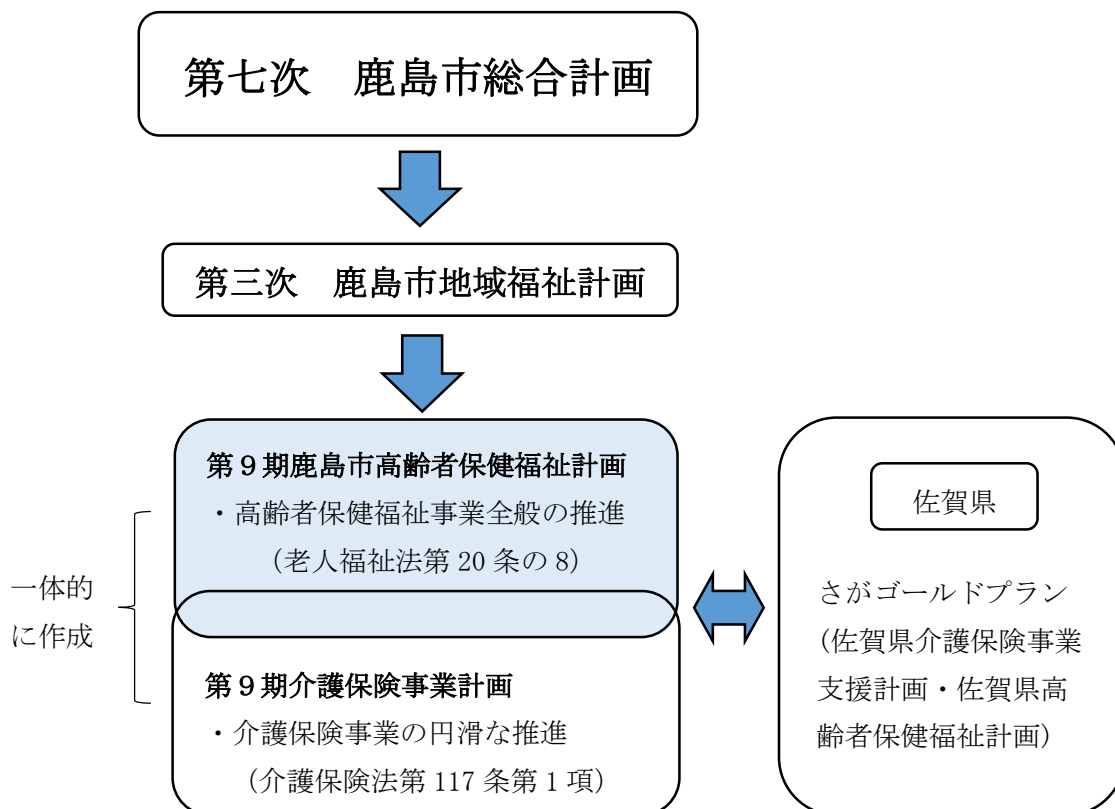 第七次　鹿島市総合計画
第三次　鹿島市地域福祉計画
第９期鹿島市高齢者保健福祉計画
・高齢者保健福祉事業全般の推進
（老人福祉法第 20 条の 8）
一体的
に作成
第９期介護保険事業計画
・介護保険事業の円滑な推進
（介護保険法第 117 条第 1 項）
佐賀県
さがゴールドプラン
（佐賀県介護保険事業
支援計画・佐賀県高
齢者保健福祉計画）